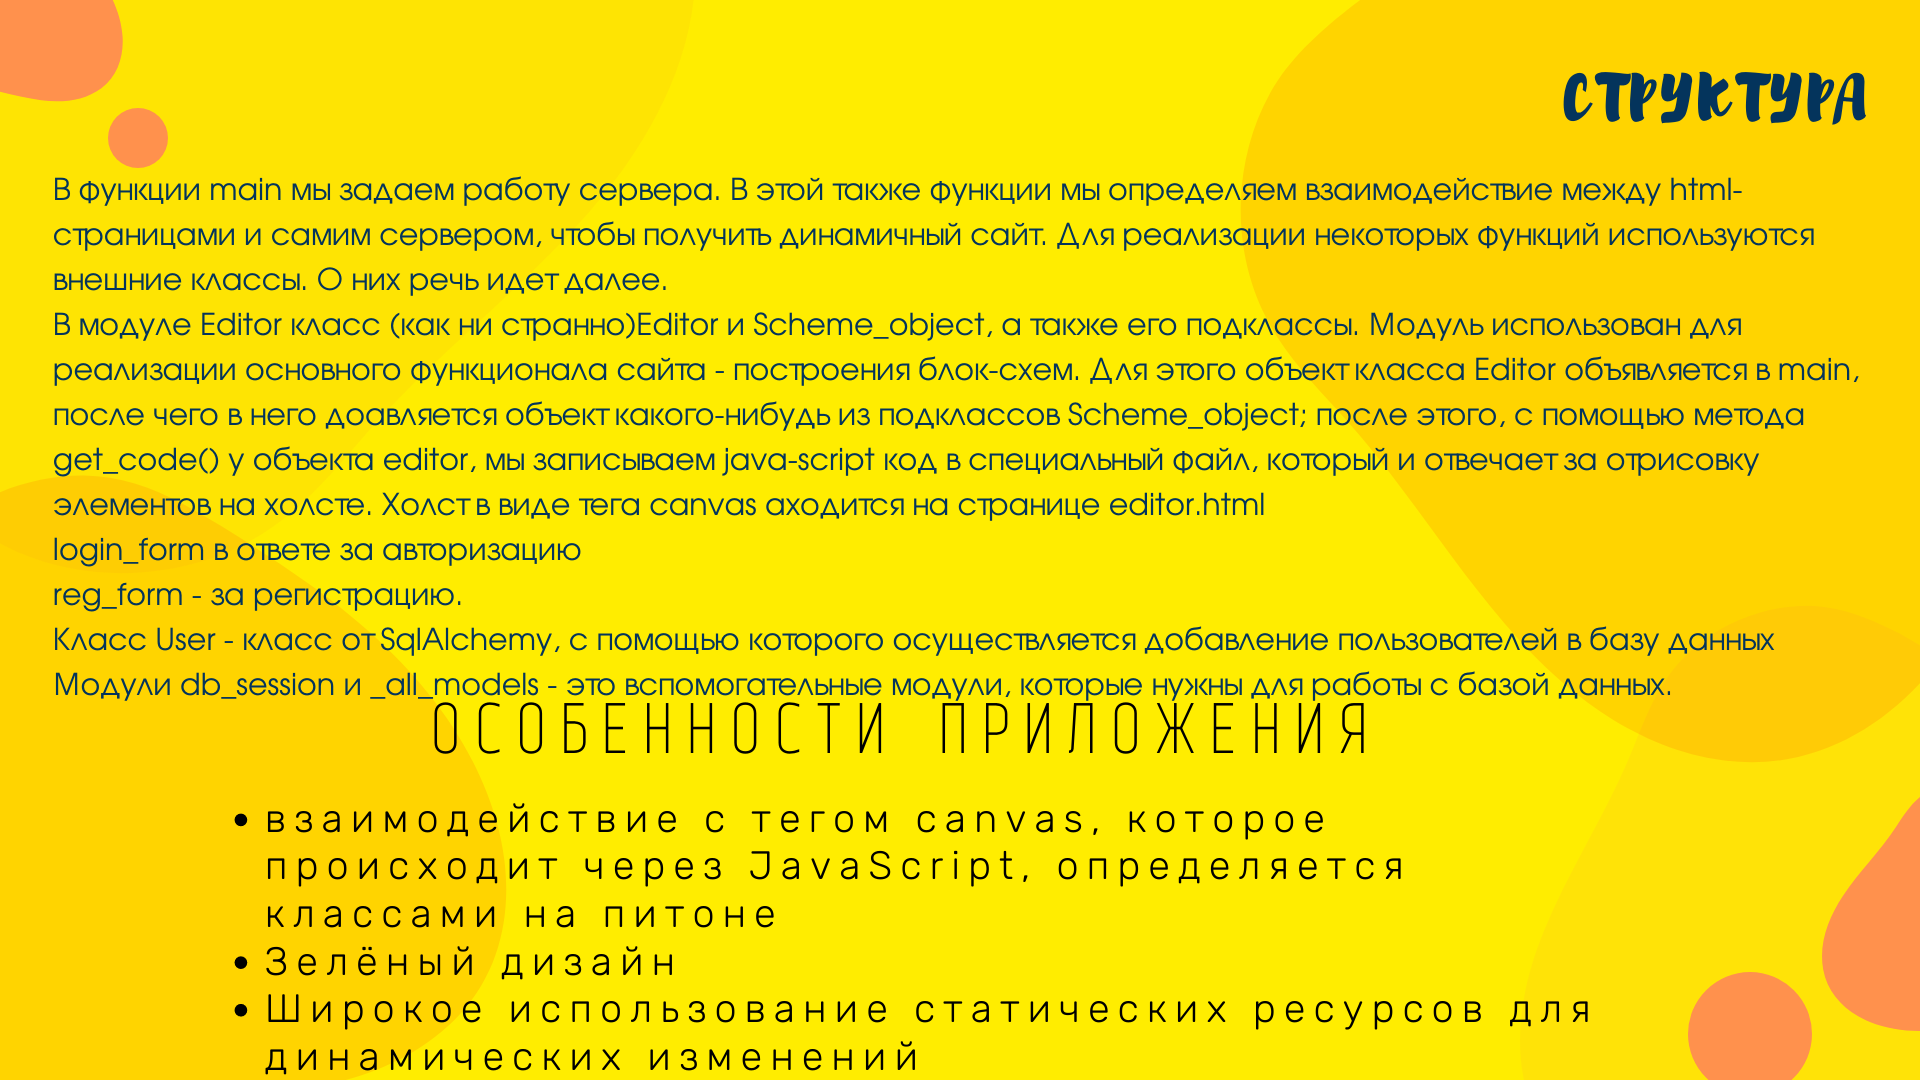 СТРУКТУРА
В функции main мы задаем работу сервера. В этой также функции мы определяем взаимодействие между html-
страницами и самим сервером, чтобы получить динамичный сайт. Для реализации некоторых функций используются
внешние классы. О них речь идет далее.
В модуле Editor класс (как ни странно)Editor и Scheme_object, а также его подклассы. Модуль использован для
реализации основного функционала сайта - построения блок-схем. Для этого объект класса Editor объявляется в main,
после чего в него доавляется объект какого-нибудь из подклассов Scheme_object; после этого, с помощью метода
get_code() у объекта editor, мы записываем java-script код в специальный файл, который и отвечает за отрисовку
элементов на холсте. Холст в виде тега canvas аходится на странице editor.html
login_form в ответе за авторизацию
reg_form - за регистрацию.
Класс User - класс от SqlAlchemy, с помощью которого осуществляется добавление пользователей в базу данных
Модули db_session и _all_models - это вспомогательные модули, которые нужны для работы с базой данных.
ОСОБЕННОСТИ ПРИЛОЖЕНИЯ
• взаимодействие с тегом canvas, которое
происходит через JavaScript, определяется
классами на питоне
• Зелёный дизайн
• Широкое использование статических ресурсов для
динамических изменений